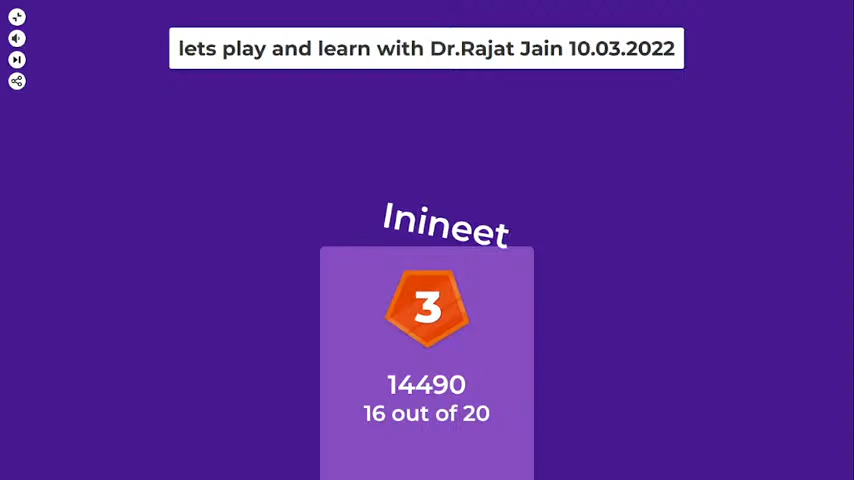 lets play and learn with Dr.Rajat Jain 10.03.2022
Inineet
3
14490
16 out of 20